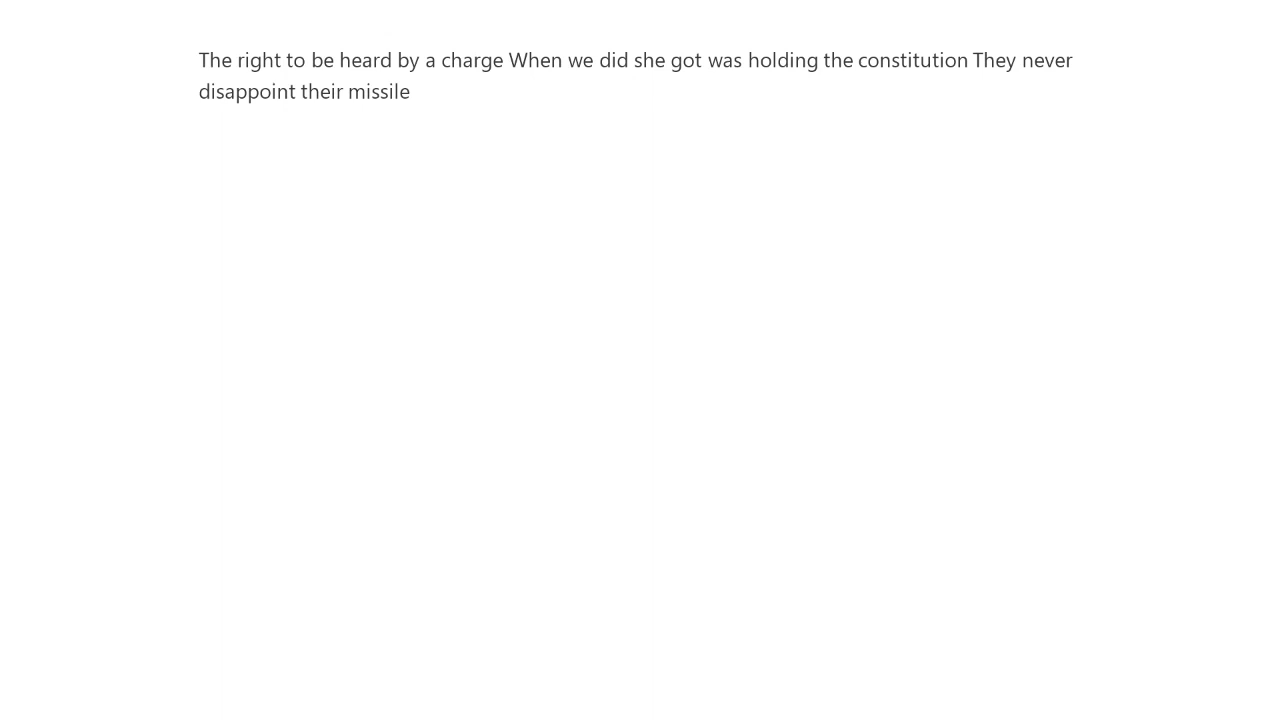 The right to be heard by a charge When we did she got was holding the constitution They never
disappoint their missile